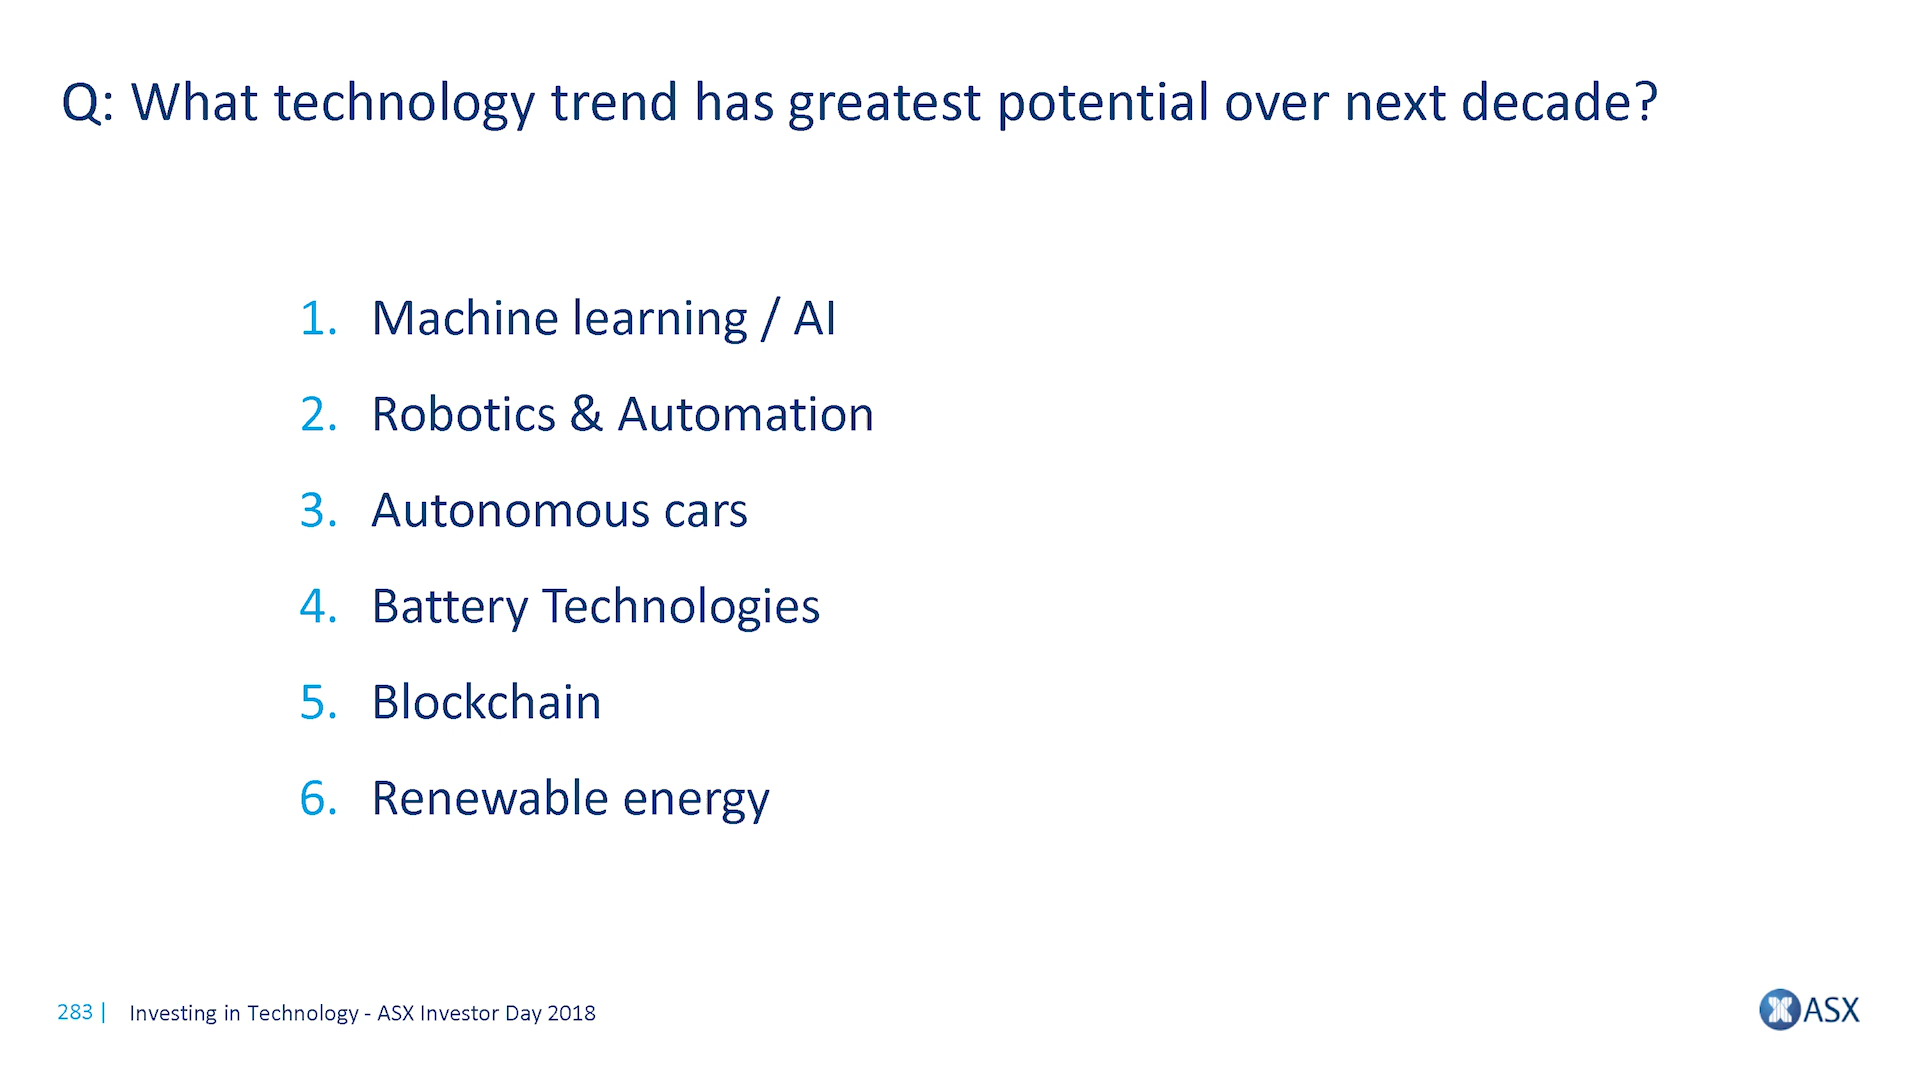 Q: What technology trend has greatest potential over next decade?
1. Machine learning / AI
2. Robotics & Automation
3. Autonomous cars
4. Battery Technologies
5. Blockchain
6. Renewable energy
283 | Investing in Technology - ASX Investor Day 2018
ASX